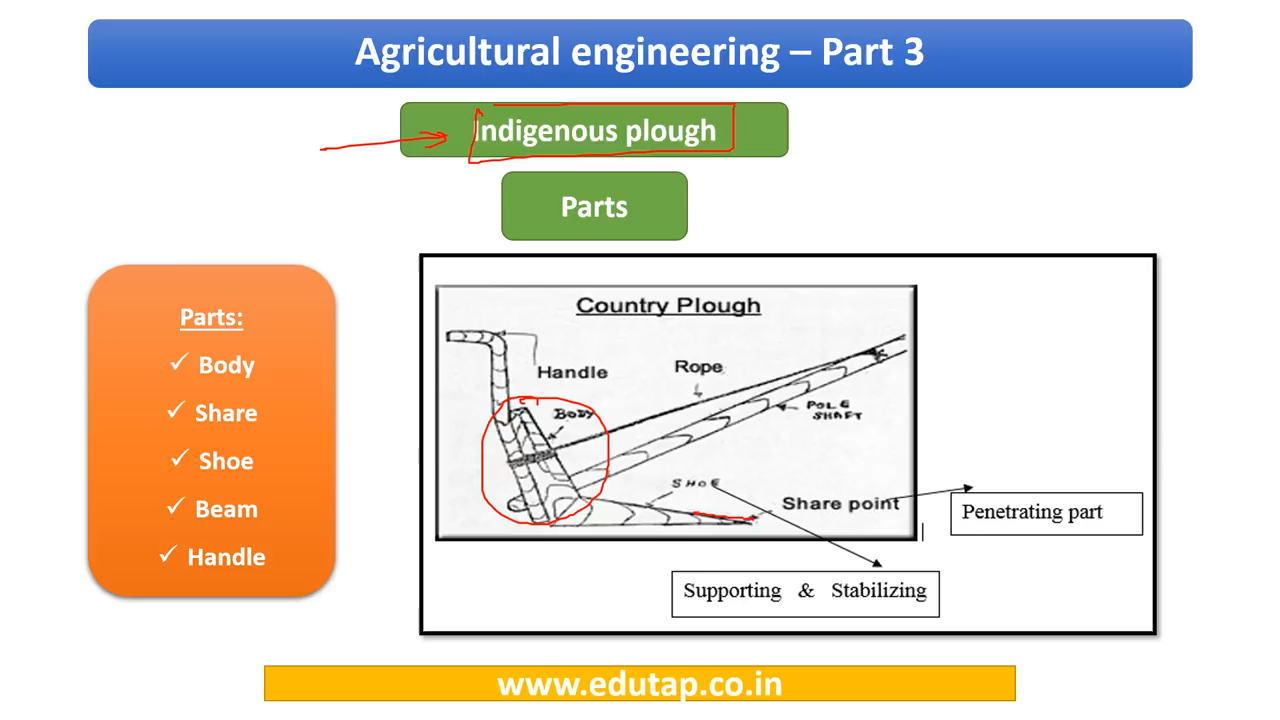 Agricultural engineering – Part 3
Indigenous plough
Parts
Parts:
✓ Body
✓ Share
✓ Shoe
✓ Beam
✓ Handle
Country Plough
Handle
Rope
BODY
POLE
SHAFT
SHOE
Share point
Penetrating part
Supporting & Stabilizing
www.edutap.co.in